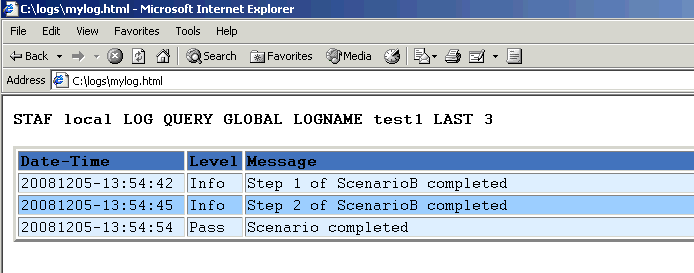 C:\logs\mylog.html - Microsoft Internet Explorer
File Edit View Favorites Tools Help
Back Search Favorites Media
Address C:\logs\mylog.html
STAF local LOG QUERY GLOBAL LOGNAME test1 LAST 3
Date-Time Level Message
20081205-13:54:42 Info Step 1 of ScenarioB completed
20081205-13:54:45 Info Step 2 of ScenarioB completed
20081205-13:54:54 Pass Scenario completed